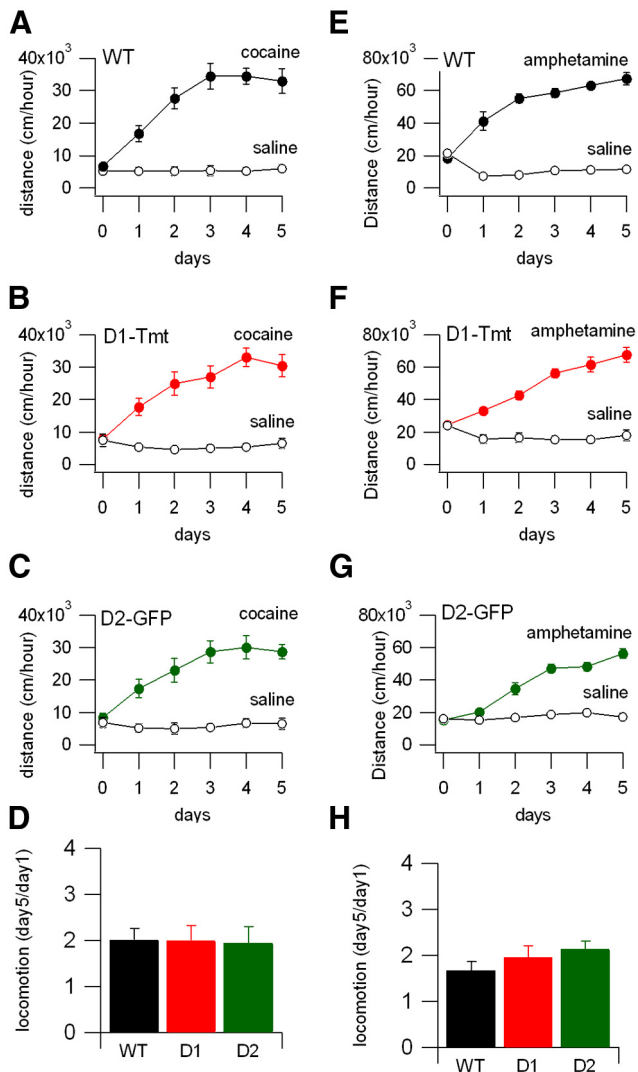 A
40x10³
WT
cocaine
30
20
10
0
saline
distance (cm/hour)
0 1 2 3 4 5
days
B
40x10³
D1-Tmt
cocaine
30
20
10
0
saline
distance (cm/hour)
0 1 2 3 4 5
days
C
40x10³
D2-GFP
cocaine
30
20
10
0
saline
distance (cm/hour)
0 1 2 3 4 5
days
D
4
3
2
1
0
locomotion (day5/day1)
WT D1 D2
E
80x10³
WT
amphetamine
60
40
20
0
saline
Distance (cm/hour)
0 1 2 3 4 5
days
F
80x10³
D1-Tmt
amphetamine
60
40
20
0
saline
Distance (cm/hour)
0 1 2 3 4 5
days
G
80x10³
D2-GFP
amphetamine
60
40
20
0
saline
Distance (cm/hour)
0 1 2 3 4 5
days
H
4
3
2
1
0
locomotion (day5/day1)
WT D1 D2